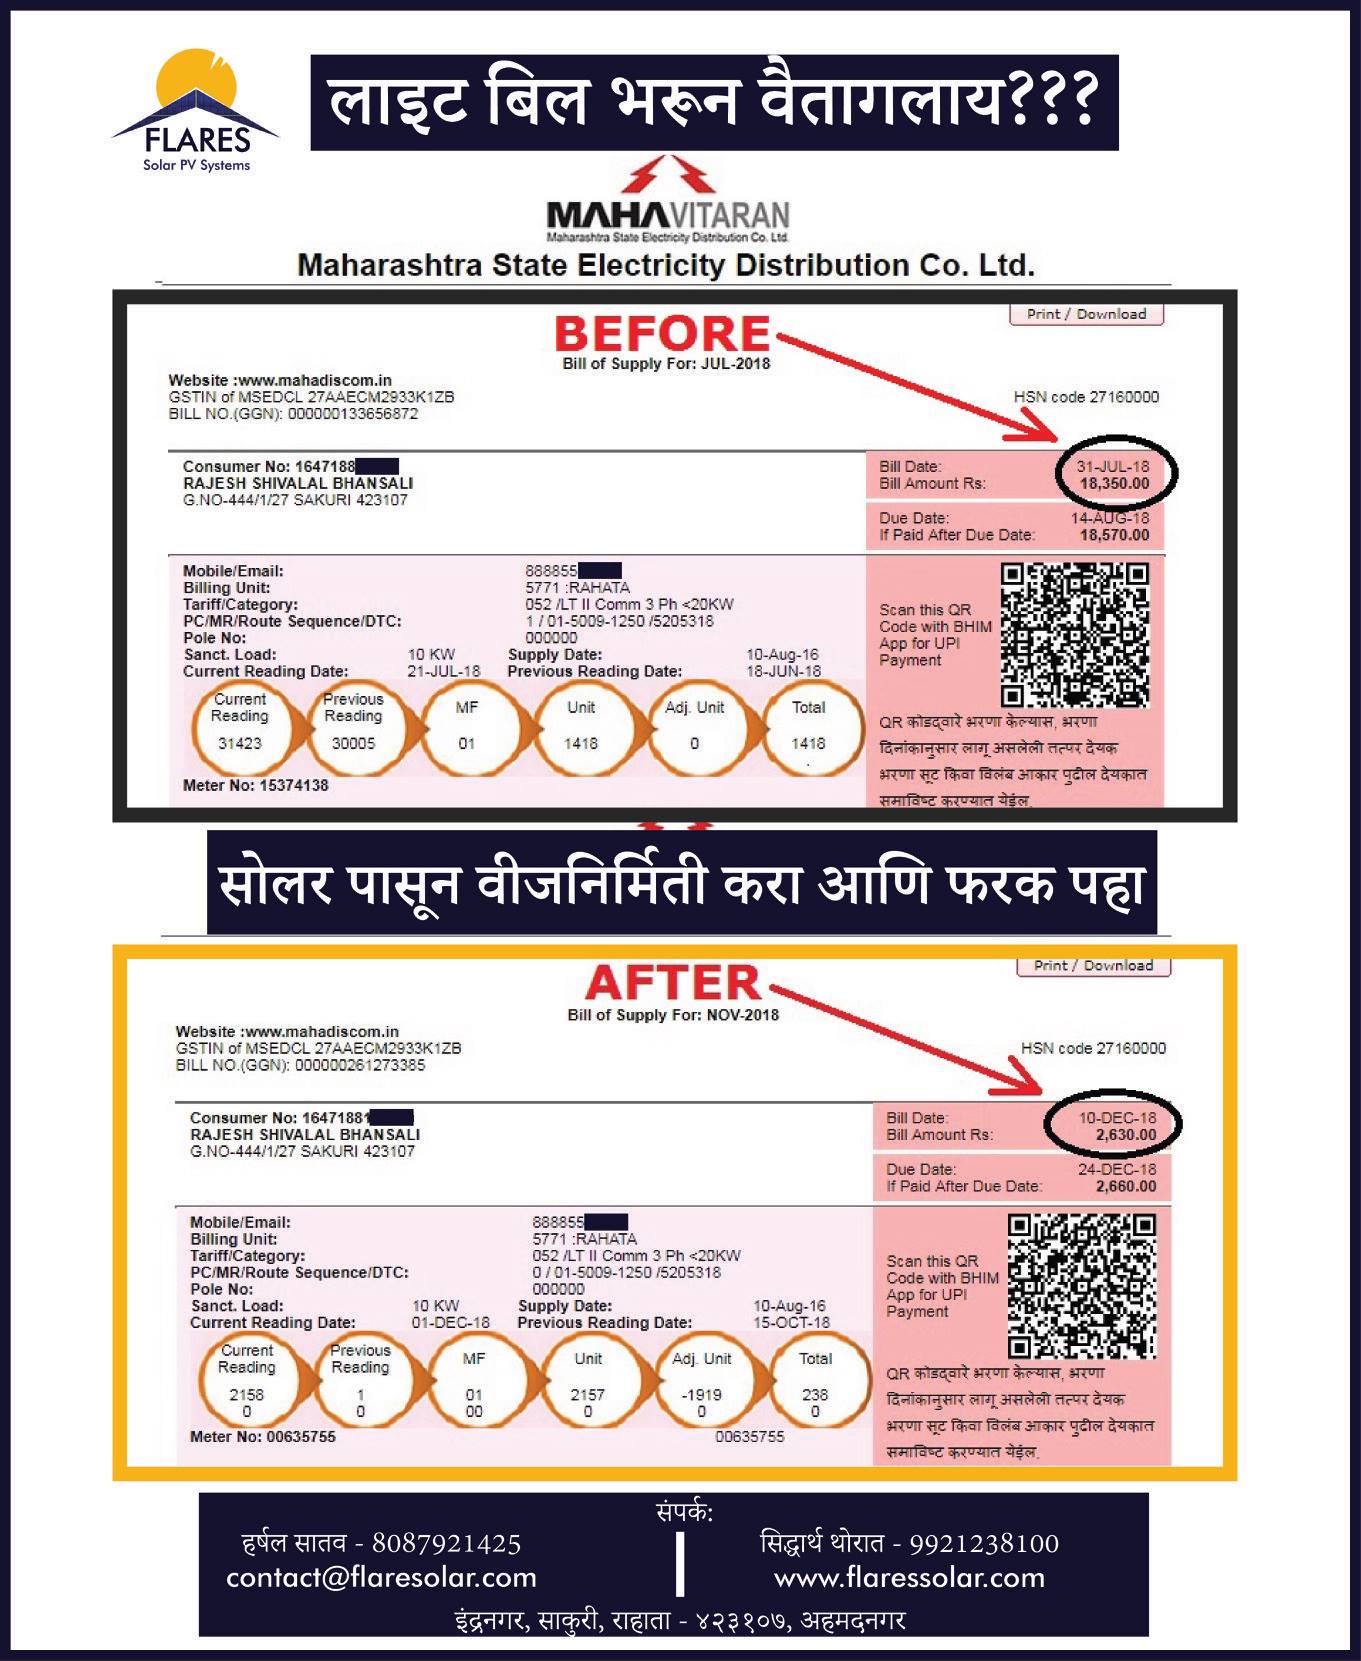 FLARES
Solar PV Systems
लाइट बिल भरून वैतागलाय???
MAHAVITARAN
Maharashtra State Electricity Distribution Co. Ltd.
Maharashtra State Electricity Distribution Co. Ltd.
Print / Download
BEFORE
Bill of Supply For: JUL-2018
Website :www.mahadiscom.in
GSTIN of MSEDCL 27AAECM2933K1ZB
HSN code 27160000
BILL NO.(GGN): 000000133656872
Consumer No: 1647188
RAJESH SHIVALAL BHANSALI
G.NO-444/1/27 SAKURI 423107
Bill Date: 31-JUL-18
Bill Amount Rs: 18,350.00
Due Date: 14-AUG-18
If Paid After Due Date: 18,570.00
Mobile/Email: 888855
Billing Unit: 5771 :RAHATA
Tariff/Category: 052 /LT II Comm 3 Ph <20KW
PC/MR/Route Sequence/DTC: 1 / 01-5009-1250 /5205318
Pole No: 000000
Sanct. Load: 10 KW Supply Date: 10-Aug-16
Current Reading Date: 21-JUL-18 Previous Reading Date: 18-JUN-18
Scan this QR
Code with BHIM
App for UPI
Payment
Current Reading Previous Reading MF Unit Adj. Unit Total
31423 30005 01 1418 0 1418
Meter No: 15374138
QR कोडद्वारे भरणा केल्यास, भरणा
दिनांकानुसार लागू असलेली तत्पर देयक
भरणा सूट किंवा विलंब आकार पुढील देयकात
समाविष्ट करण्यात येईल.
सोलर पासून वीजनिर्मिती करा आणि फरक पहा
Print / Download
AFTER
Bill of Supply For: NOV-2018
Website :www.mahadiscom.in
GSTIN of MSEDCL 27AAECM2933K1ZB
HSN code 27160000
BILL NO.(GGN): 000000261273385
Consumer No: 16471881
RAJESH SHIVALAL BHANSALI
G.NO-444/1/27 SAKURI 423107
Bill Date: 10-DEC-18
Bill Amount Rs: 2,630.00
Due Date: 24-DEC-18
If Paid After Due Date: 2,660.00
Mobile/Email: 888855
Billing Unit: 5771 :RAHATA
Tariff/Category: 052 /LT II Comm 3 Ph <20KW
PC/MR/Route Sequence/DTC: 0 / 01-5009-1250 /5205318
Pole No: 000000
Sanct. Load: 10 KW Supply Date: 10-Aug-16
Current Reading Date: 01-DEC-18 Previous Reading Date: 15-OCT-18
Scan this QR
Code with BHIM
App for UPI
Payment
Current Reading Previous Reading MF Unit Adj. Unit Total
2158 1 01 2157 -1919 238
0 0 00 0 0 0
Meter No: 00635755 00635755
QR कोडद्वारे भरणा केल्यास, भरणा
दिनांकानुसार लागू असलेली तत्पर देयक
भरणा सूट किंवा विलंब आकार पुढील देयकात
समाविष्ट करण्यात येईल.
संपर्क:
हर्षल सातव - 8087921425
contact@flaresolar.com
सिद्धार्थ थोरात - 9921238100
www.flaressolar.com
इंद्रनगर, साकुरी, राहाता - ४२३१०७, अहमदनगर